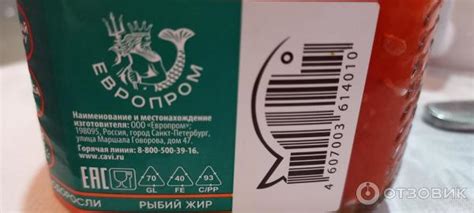 ЕВРОПРОМ
Наименование и местонахождение
изготовителя: ООО «Европром»;
198095, Россия, город Санкт-Петербург,
улица Маршала Говорова, дом 47.
Горячая линия: 8-800-500-39-16.
www.cavi.ru
EAC
70 40 93
GL FE C/PP
РЫБИЙ ЖИР
4 607003 614010
ОТЗОВИК